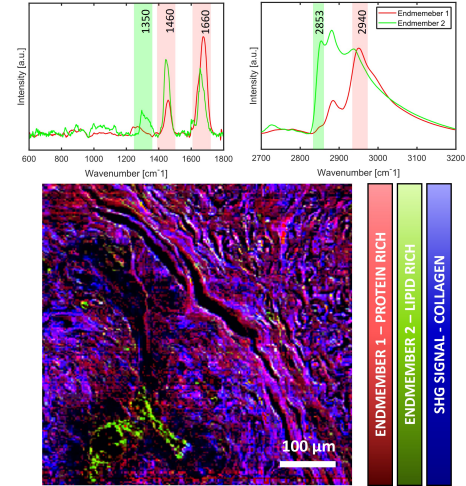 1350
1460
1660
Intensity [a.u.]
600 800 1000 1200 1400 1600 1800
Wavenumber [cm⁻1]
2853
2940
Endmemeber 1
Endmember 2
Intensity [a.u.]
2700 2800 2900 3000 3100 3200
Wavenumber [cm⁻1]
100 µm
ENDMEMBER 1 – PROTEIN RICH
ENDMEMBER 2 – LIPID RICH
SHG SIGNAL - COLLAGEN